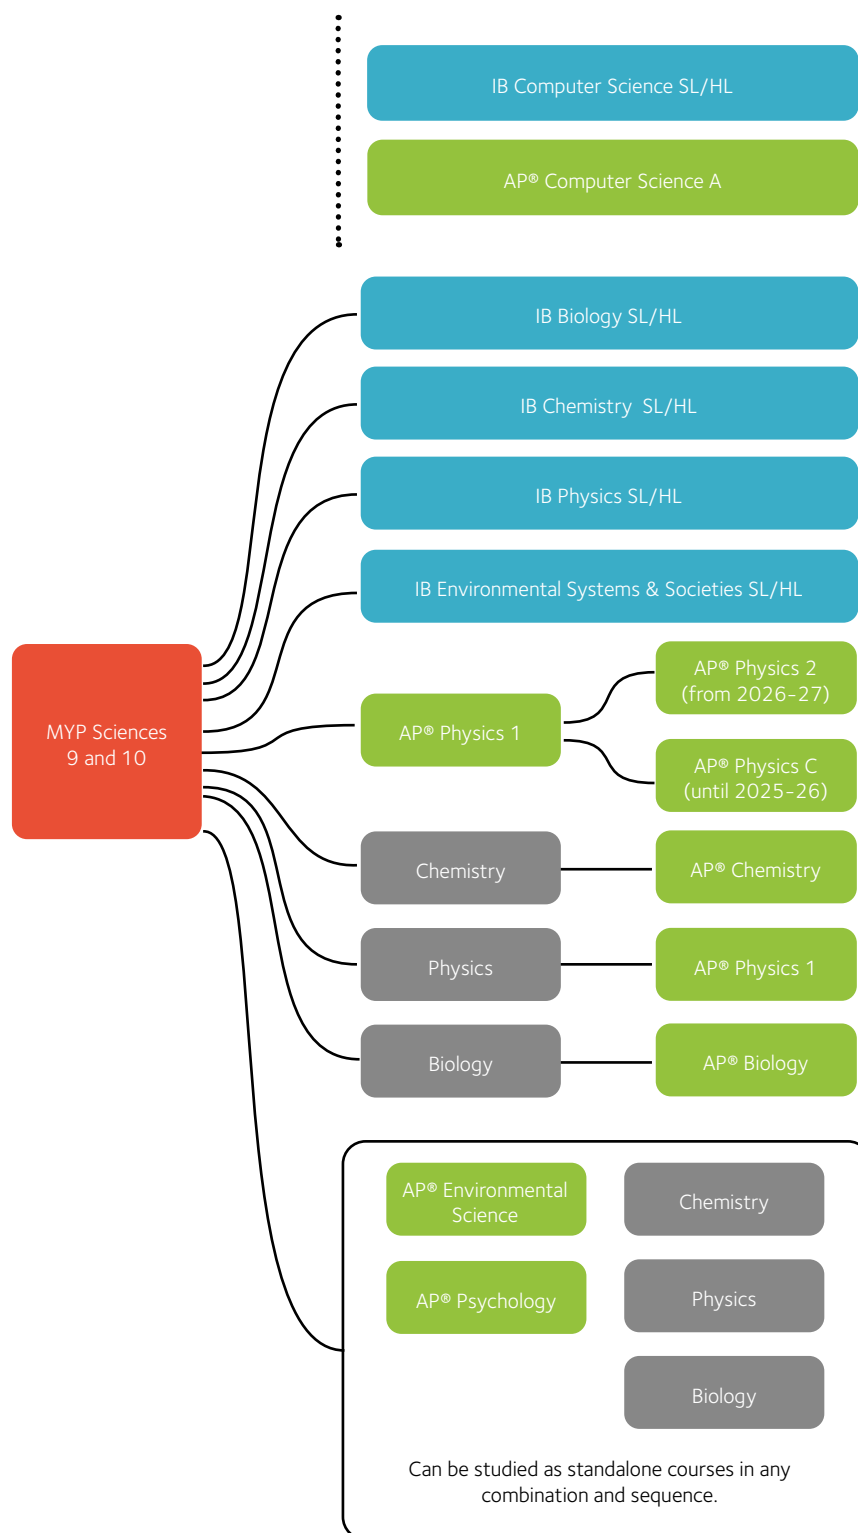 IB Computer Science SL/HL
AP® Computer Science A
IB Biology SL/HL
IB Chemistry SL/HL
IB Physics SL/HL
IB Environmental Systems & Societies SL/HL
MYP Sciences
9 and 10
AP® Physics 1
AP® Physics 2
(from 2026-27)
AP® Physics C
(until 2025-26)
Chemistry
AP® Chemistry
Physics
AP® Physics 1
Biology
AP® Biology
AP® Environmental
Science
Chemistry
AP® Psychology
Physics
Biology
Can be studied as standalone courses in any
combination and sequence.